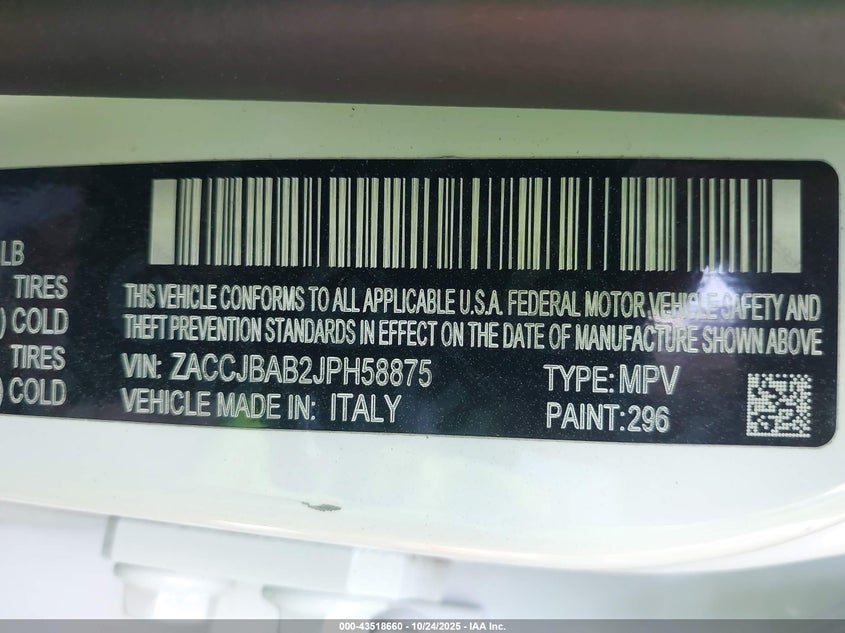 LB
TIRES
) COLD
TIRES
) COLD
THIS VEHICLE CONFORMS TO ALL APPLICABLE U.S.A. FEDERAL MOTOR VEHICLE SAFETY AND
THEFT PREVENTION STANDARDS IN EFFECT ON THE DATE OF MANUFACTURE SHOWN ABOVE
VIN: ZACCJBAB2JPH58875 TYPE: MPV
VEHICLE MADE IN: ITALY PAINT: 296
000-43518660 - 10/24/2025 - IAA Inc.